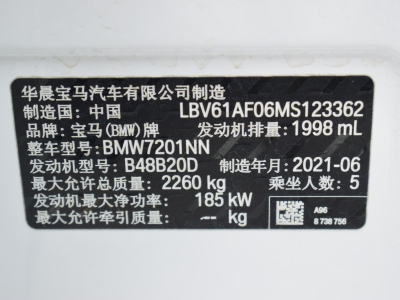 华晨宝马汽车有限公司制造
制造国: 中国 LBV61AF06MS123362
品牌: 宝马(BMW)牌 发动机排量: 1998 mL
整车型号: BMW7201NN
发动机型号: B48B20D 制造年月: 2021-06
最大允许总质量: 2260 kg 乘坐人数: 5
发动机最大净功率: 185 kW
最大允许牵引质量: -- kg
A96
8 738 756